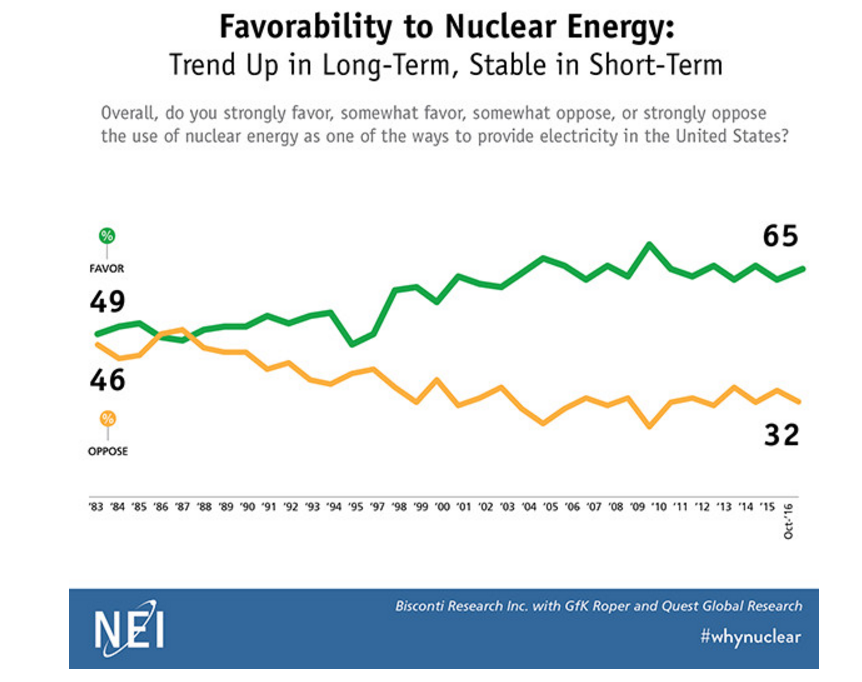 Favorability to Nuclear Energy:
Trend Up in Long-Term, Stable in Short-Term
Overall, do you strongly favor, somewhat favor, somewhat oppose, or strongly oppose
the use of nuclear energy as one of the ways to provide electricity in the United States?
65
%
FAVOR
49
46
%
OPPOSE
32
'83 '84 '85 '86 '87 '88 '89 '90 '91 '92 '93 '94 '95 '96 '97 '98 '99 '00 '01 '02 '03 '04 '05 '06 '07 '08 '09 '10 '11 '12 '13 '14 '15 Oct-'16
Bisconti Research Inc. with GfK Roper and Quest Global Research
NEI
#whynuclear